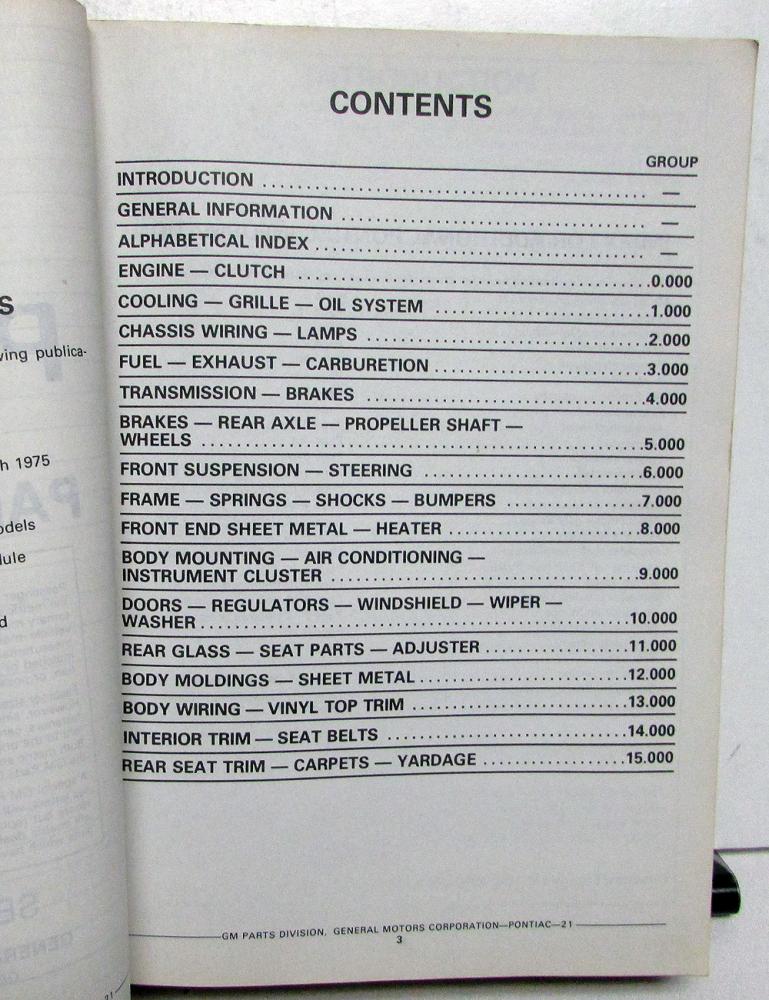 S
ving publica-
h 1975
odels
dule
d
CONTENTS
GROUP
INTRODUCTION .......... —
GENERAL INFORMATION .......... —
ALPHABETICAL INDEX .......... —
ENGINE — CLUTCH .......... 0.000
COOLING — GRILLE — OIL SYSTEM .......... 1.000
CHASSIS WIRING — LAMPS .......... 2.000
FUEL — EXHAUST — CARBURETION .......... 3.000
TRANSMISSION — BRAKES .......... 4.000
BRAKES — REAR AXLE — PROPELLER SHAFT —
WHEELS .......... 5.000
FRONT SUSPENSION — STEERING .......... 6.000
FRAME — SPRINGS — SHOCKS — BUMPERS .......... 7.000
FRONT END SHEET METAL — HEATER .......... 8.000
BODY MOUNTING — AIR CONDITIONING —
INSTRUMENT CLUSTER .......... 9.000
DOORS — REGULATORS — WINDSHIELD — WIPER —
WASHER .......... 10.000
REAR GLASS — SEAT PARTS — ADJUSTER .......... 11.000
BODY MOLDINGS — SHEET METAL .......... 12.000
BODY WIRING — VINYL TOP TRIM .......... 13.000
INTERIOR TRIM — SEAT BELTS .......... 14.000
REAR SEAT TRIM — CARPETS — YARDAGE .......... 15.000
GM PARTS DIVISION, GENERAL MOTORS CORPORATION—PONTIAC—21
3